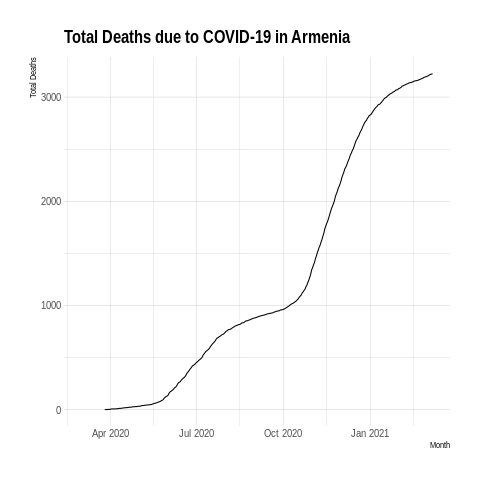 Total Deaths due to COVID-19 in Armenia
Total Deaths
3000
2000
1000
0
Apr 2020 Jul 2020 Oct 2020 Jan 2021
Month